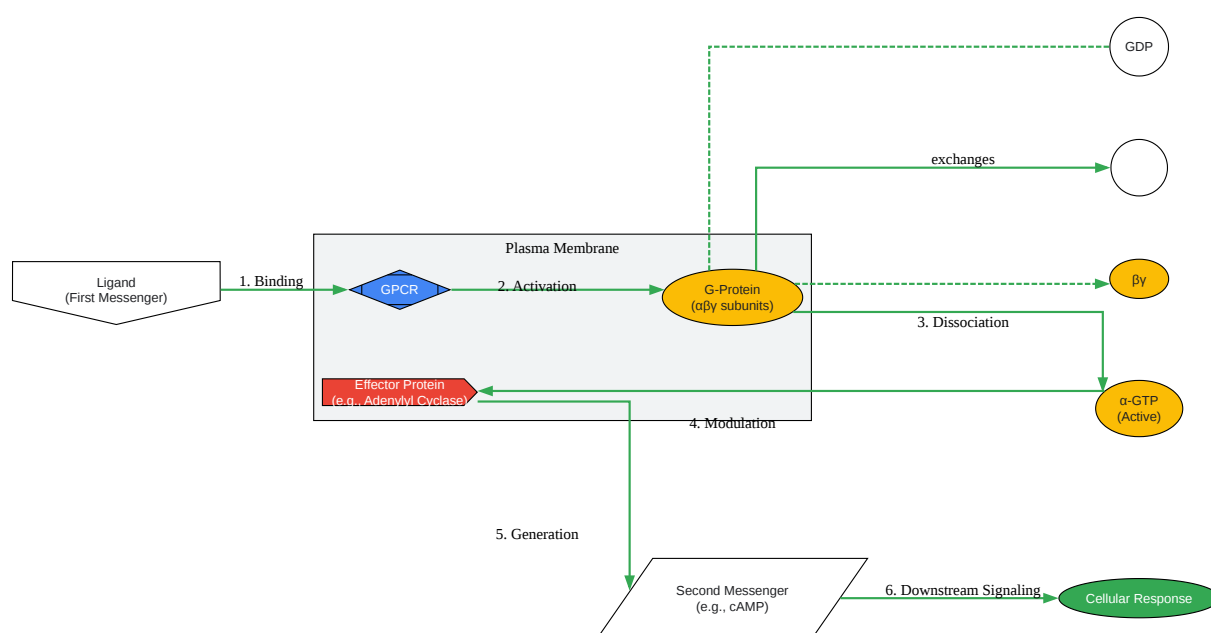 GDP
exchanges
Plasma Membrane
Ligand
(First Messenger)
1. Binding
GPCR
2. Activation
G-Protein
(αβγ subunits)
βγ
3. Dissociation
Effector Protein
(e.g., Adenylyl Cyclase)
α-GTP
(Active)
4. Modulation
5. Generation
Second Messenger
(e.g., cAMP)
6. Downstream Signaling
Cellular Response